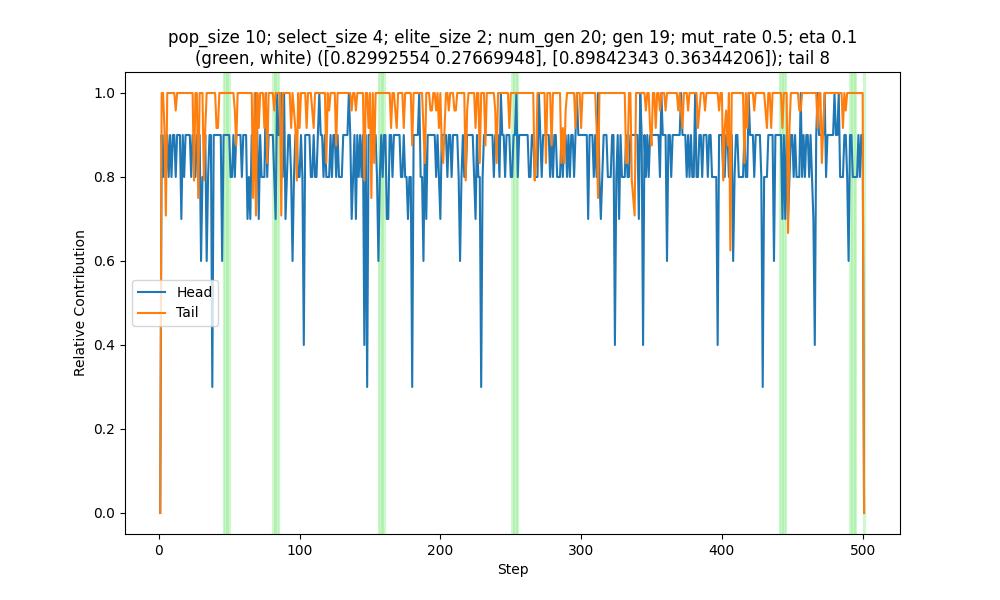 pop_size 10; select_size 4; elite_size 2; num_gen 20; gen 19; mut_rate 0.5; eta 0.1
(green, white) ([0.82992554 0.27669948], [0.89842343 0.36344206]); tail 8
1.0
0.8
0.6
0.4
0.2
0.0
Relative Contribution
Head
Tail
0 100 200 300 400 500
Step